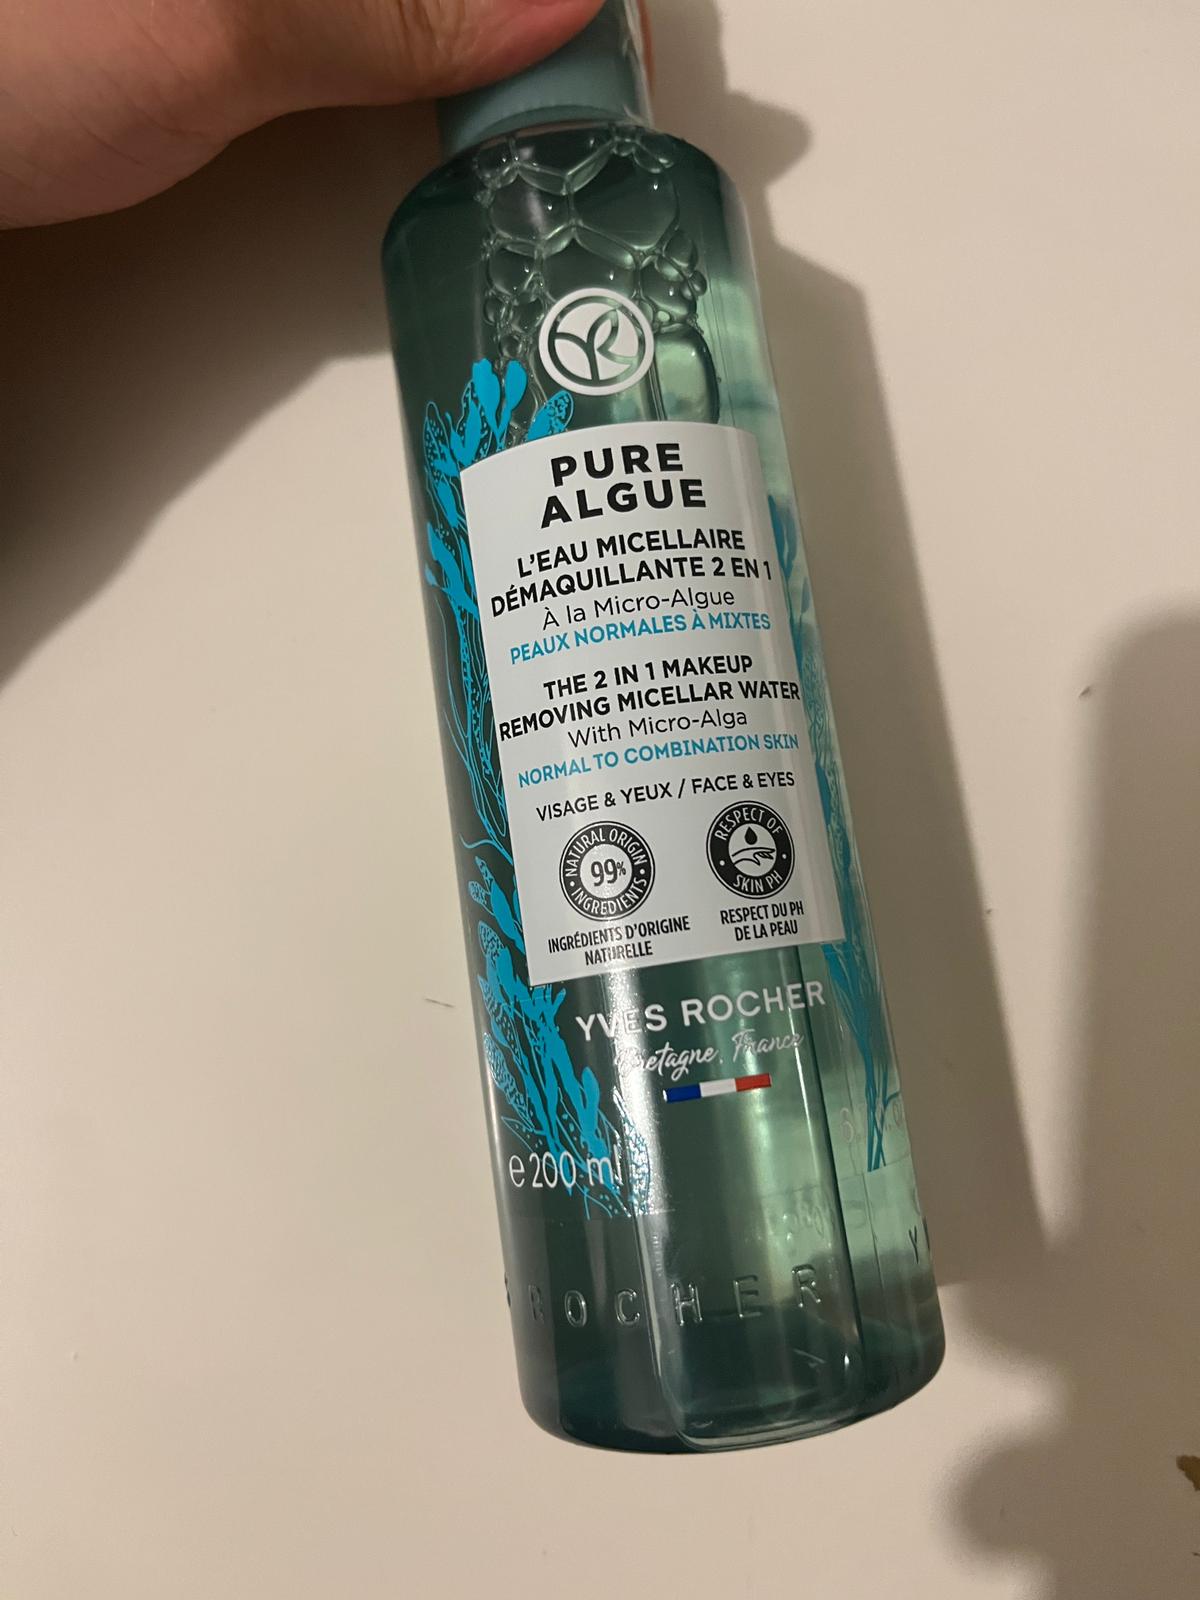 PURE
ALGUE
L'EAU MICELLAIRE
DÉMAQUILLANTE 2 EN 1
À la Micro-Algue
PEAUX NORMALES À MIXTES
THE 2 IN 1 MAKEUP
REMOVING MICELLAR WATER
With Micro-Alga
NORMAL TO COMBINATION SKIN
VISAGE & YEUX / FACE & EYES
NATURAL ORIGIN
99%
INGREDIENTS
INGRÉDIENTS D'ORIGINE
NATURELLE
RESPECT OF
SKIN PH
RESPECT DU PH
DE LA PEAU
YVES ROCHER
Bretagne, France
e 200 ml
ROCHER